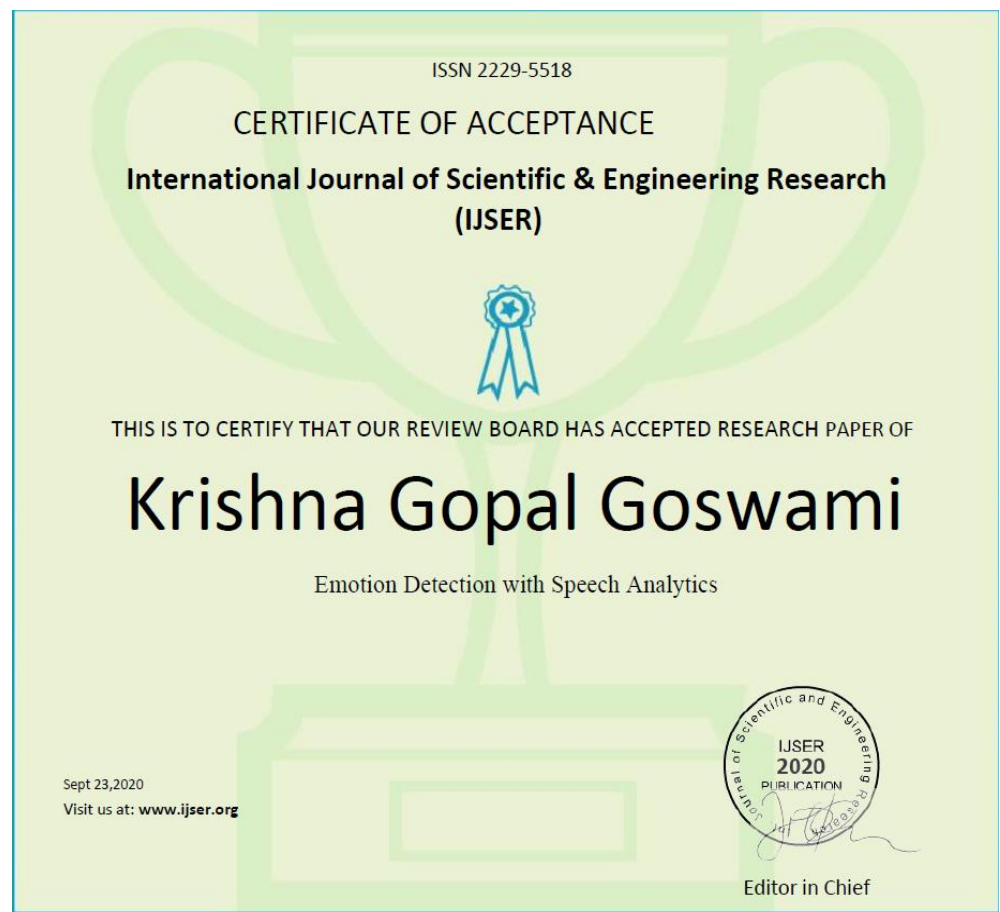 ISSN 2229-5518
CERTIFICATE OF ACCEPTANCE
International Journal of Scientific & Engineering Research
(IJSER)
THIS IS TO CERTIFY THAT OUR REVIEW BOARD HAS ACCEPTED RESEARCH PAPER OF
Krishna Gopal Goswami
Emotion Detection with Speech Analytics
Sept 23,2020
Visit us at: www.ijser.org
Journal of Scientific and Engineering Research
IJSER
2020
PUBLICATION
Editor in Chief